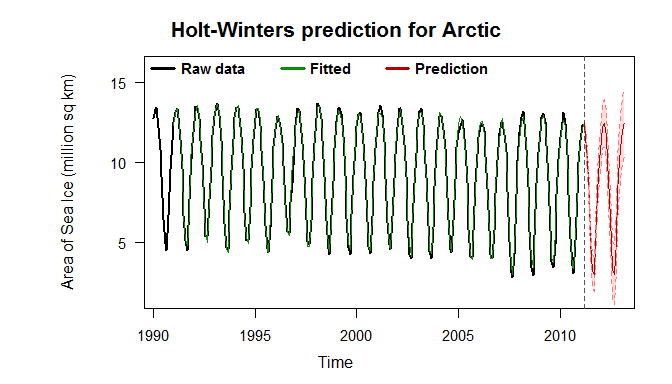 Holt-Winters prediction for Arctic
Raw data Fitted Prediction
Area of Sea Ice (million sq km)
15
10
5
1990 1995 2000 2005 2010
Time